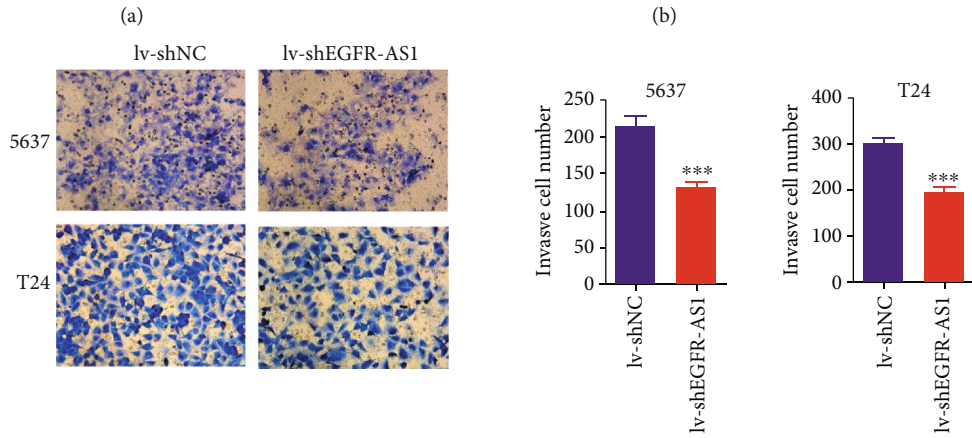 (a)
(b)
lv-shNC
lv-shEGFR-AS1
5637
T24
5637
Invasve cell number
250
200
100
150
50
0
***
lv-shNC
lv-shEGFR-AS1
T24
Invasve cell number
400
300
200
300
0
***
lv-shNC
lv-shEGFR-AS1